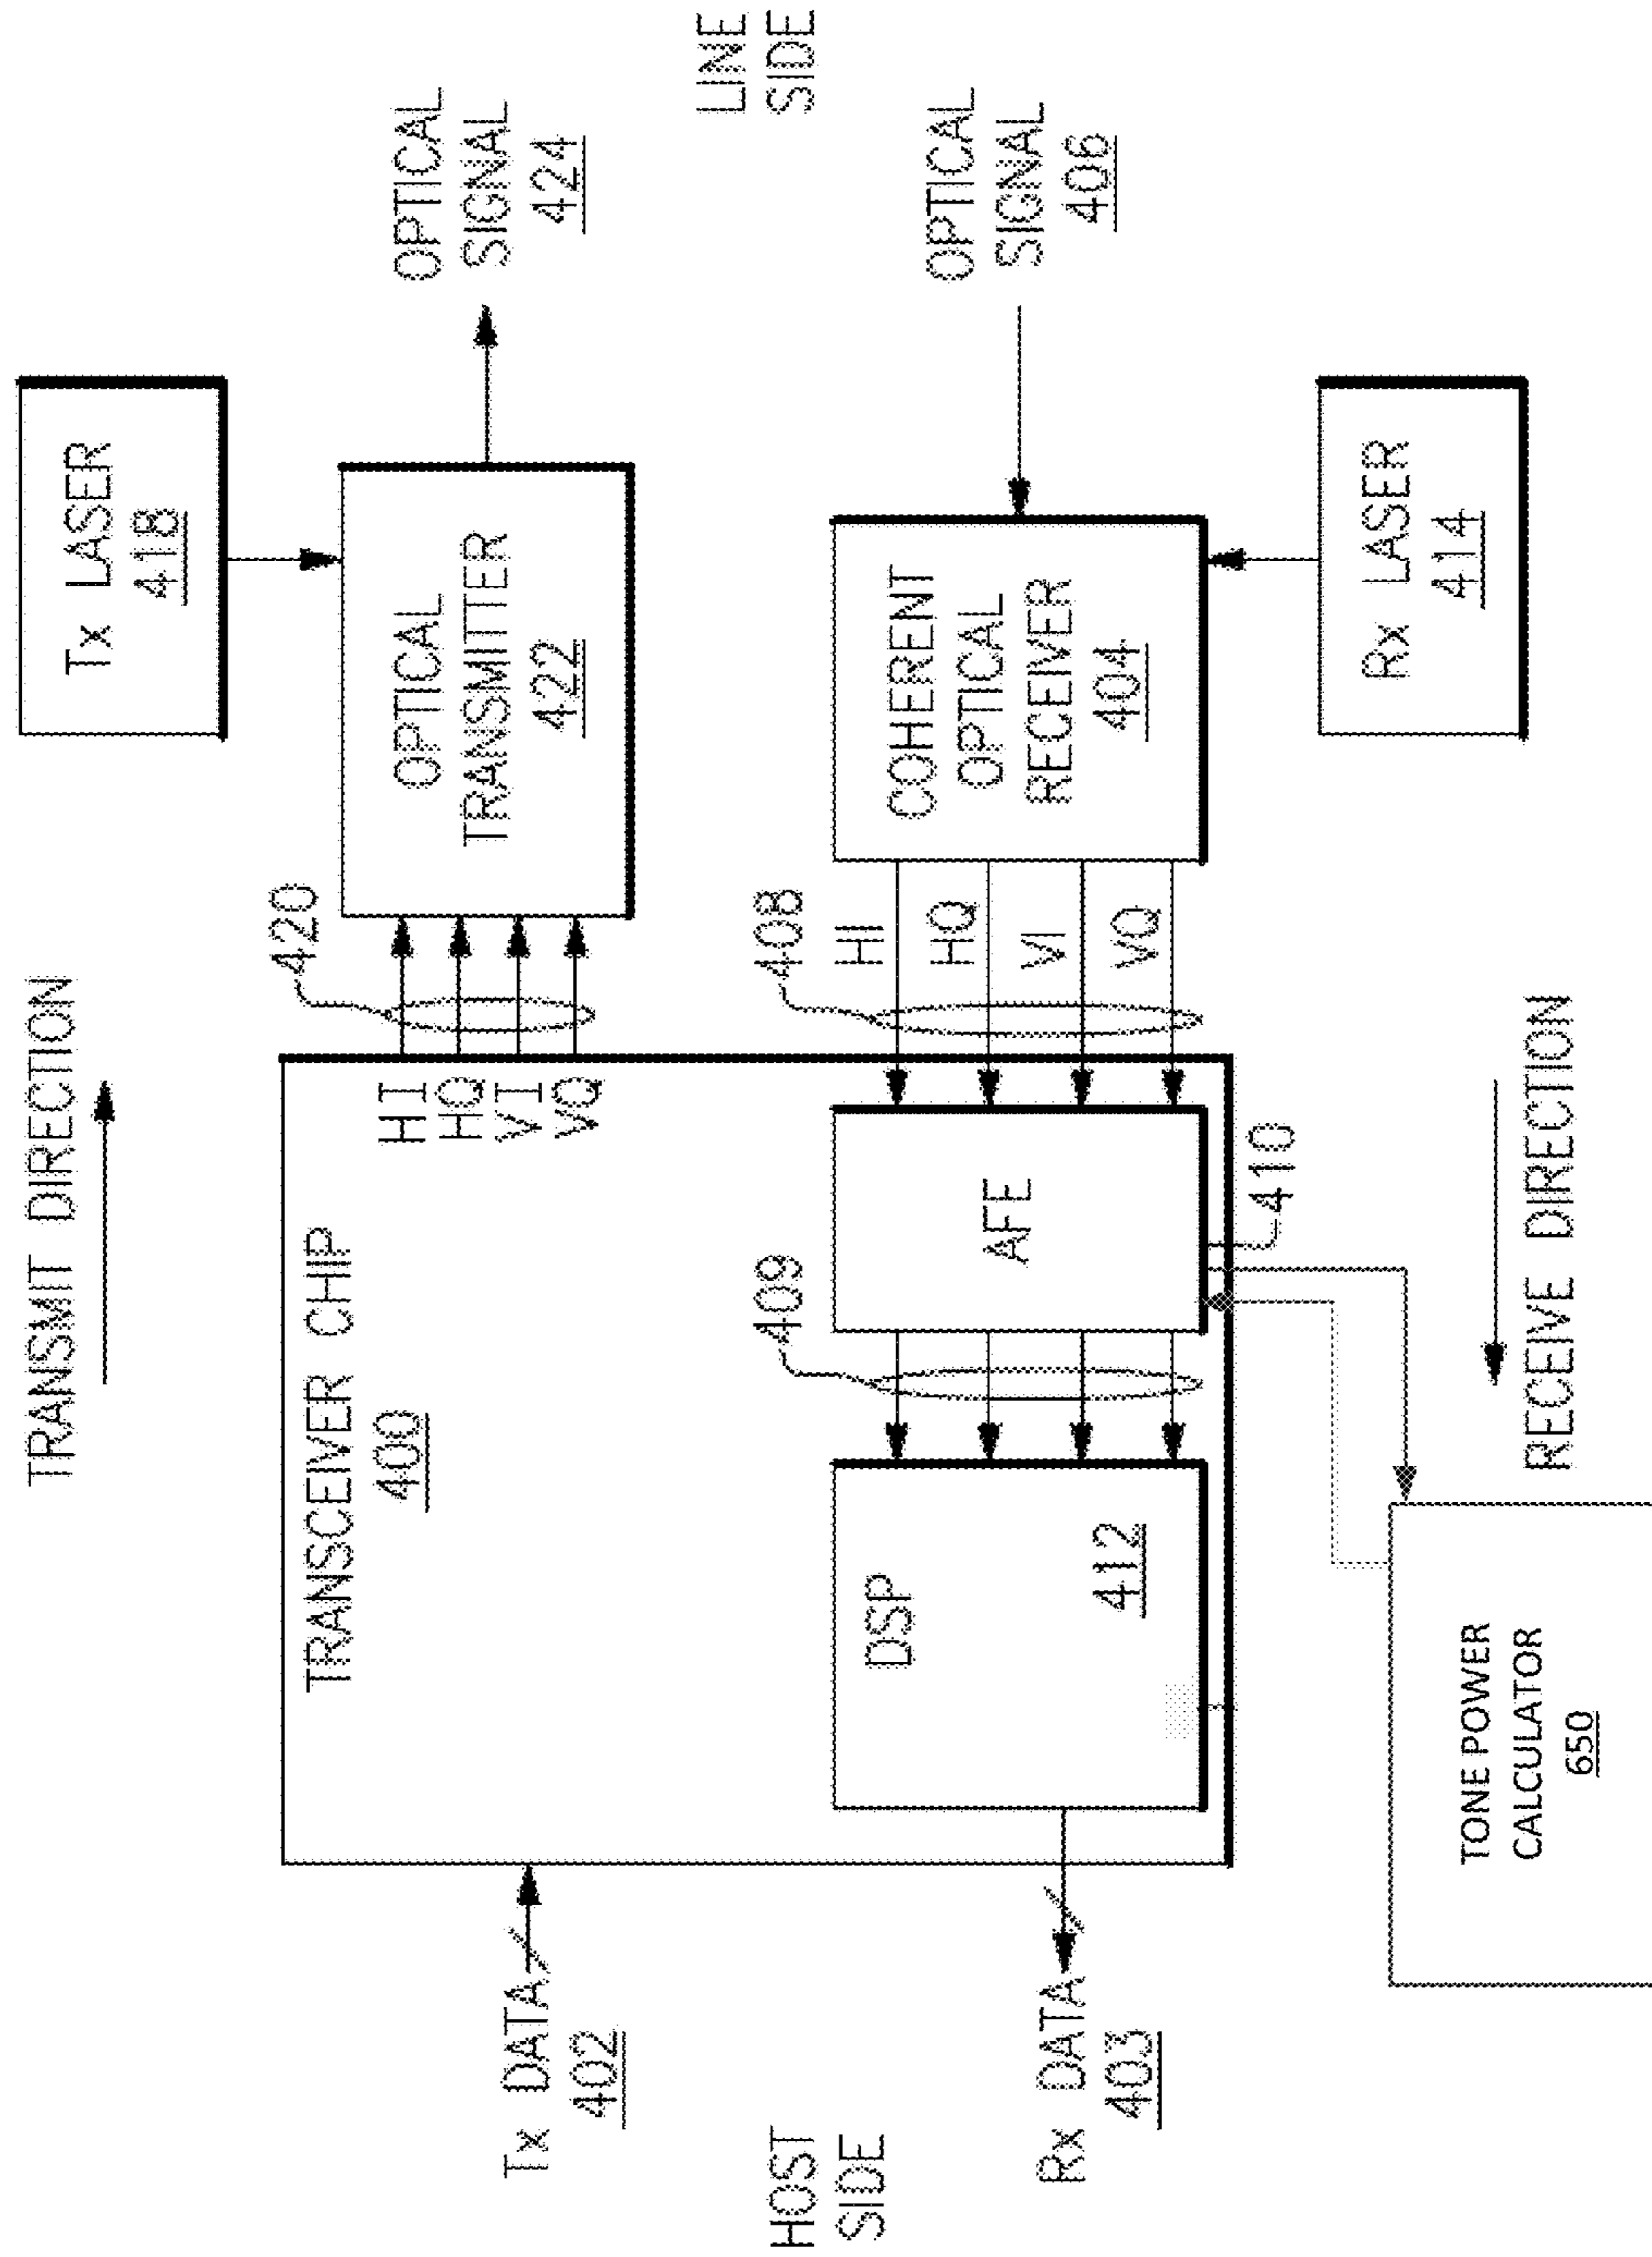 TRANSMIT DIRECTION
HOST
SIDE
Tx DATA
402
Rx DATA
403
TRANSCEIVER CHIP
400
HI
HQ
VI
VQ
420
DSP
412
409
AFE
410
408
HI
HQ
VI
VQ
OPTICAL
TRANSMITTER
422
Tx LASER
418
COHERENT
OPTICAL
RECEIVER
404
Rx LASER
414
OPTICAL
SIGNAL
424
OPTICAL
SIGNAL
406
LINE
SIDE
TONE POWER
CALCULATOR
650
RECEIVE DIRECTION